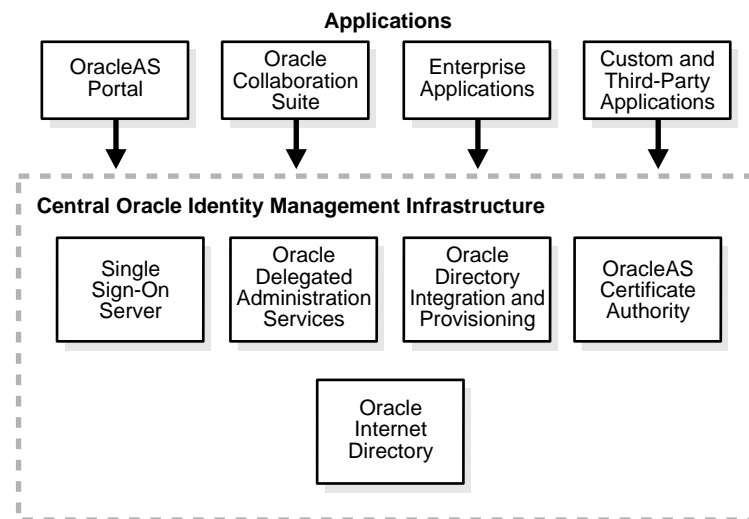 Applications
OracleAS
Portal
Oracle
Collaboration
Suite
Enterprise
Applications
Custom and
Third-Party
Applications
Central Oracle Identity Management Infrastructure
Single
Sign-On
Server
Oracle
Delegated
Administration
Services
Oracle
Directory
Integration and
Provisioning
OracleAS
Certificate
Authority
Oracle
Internet
Directory